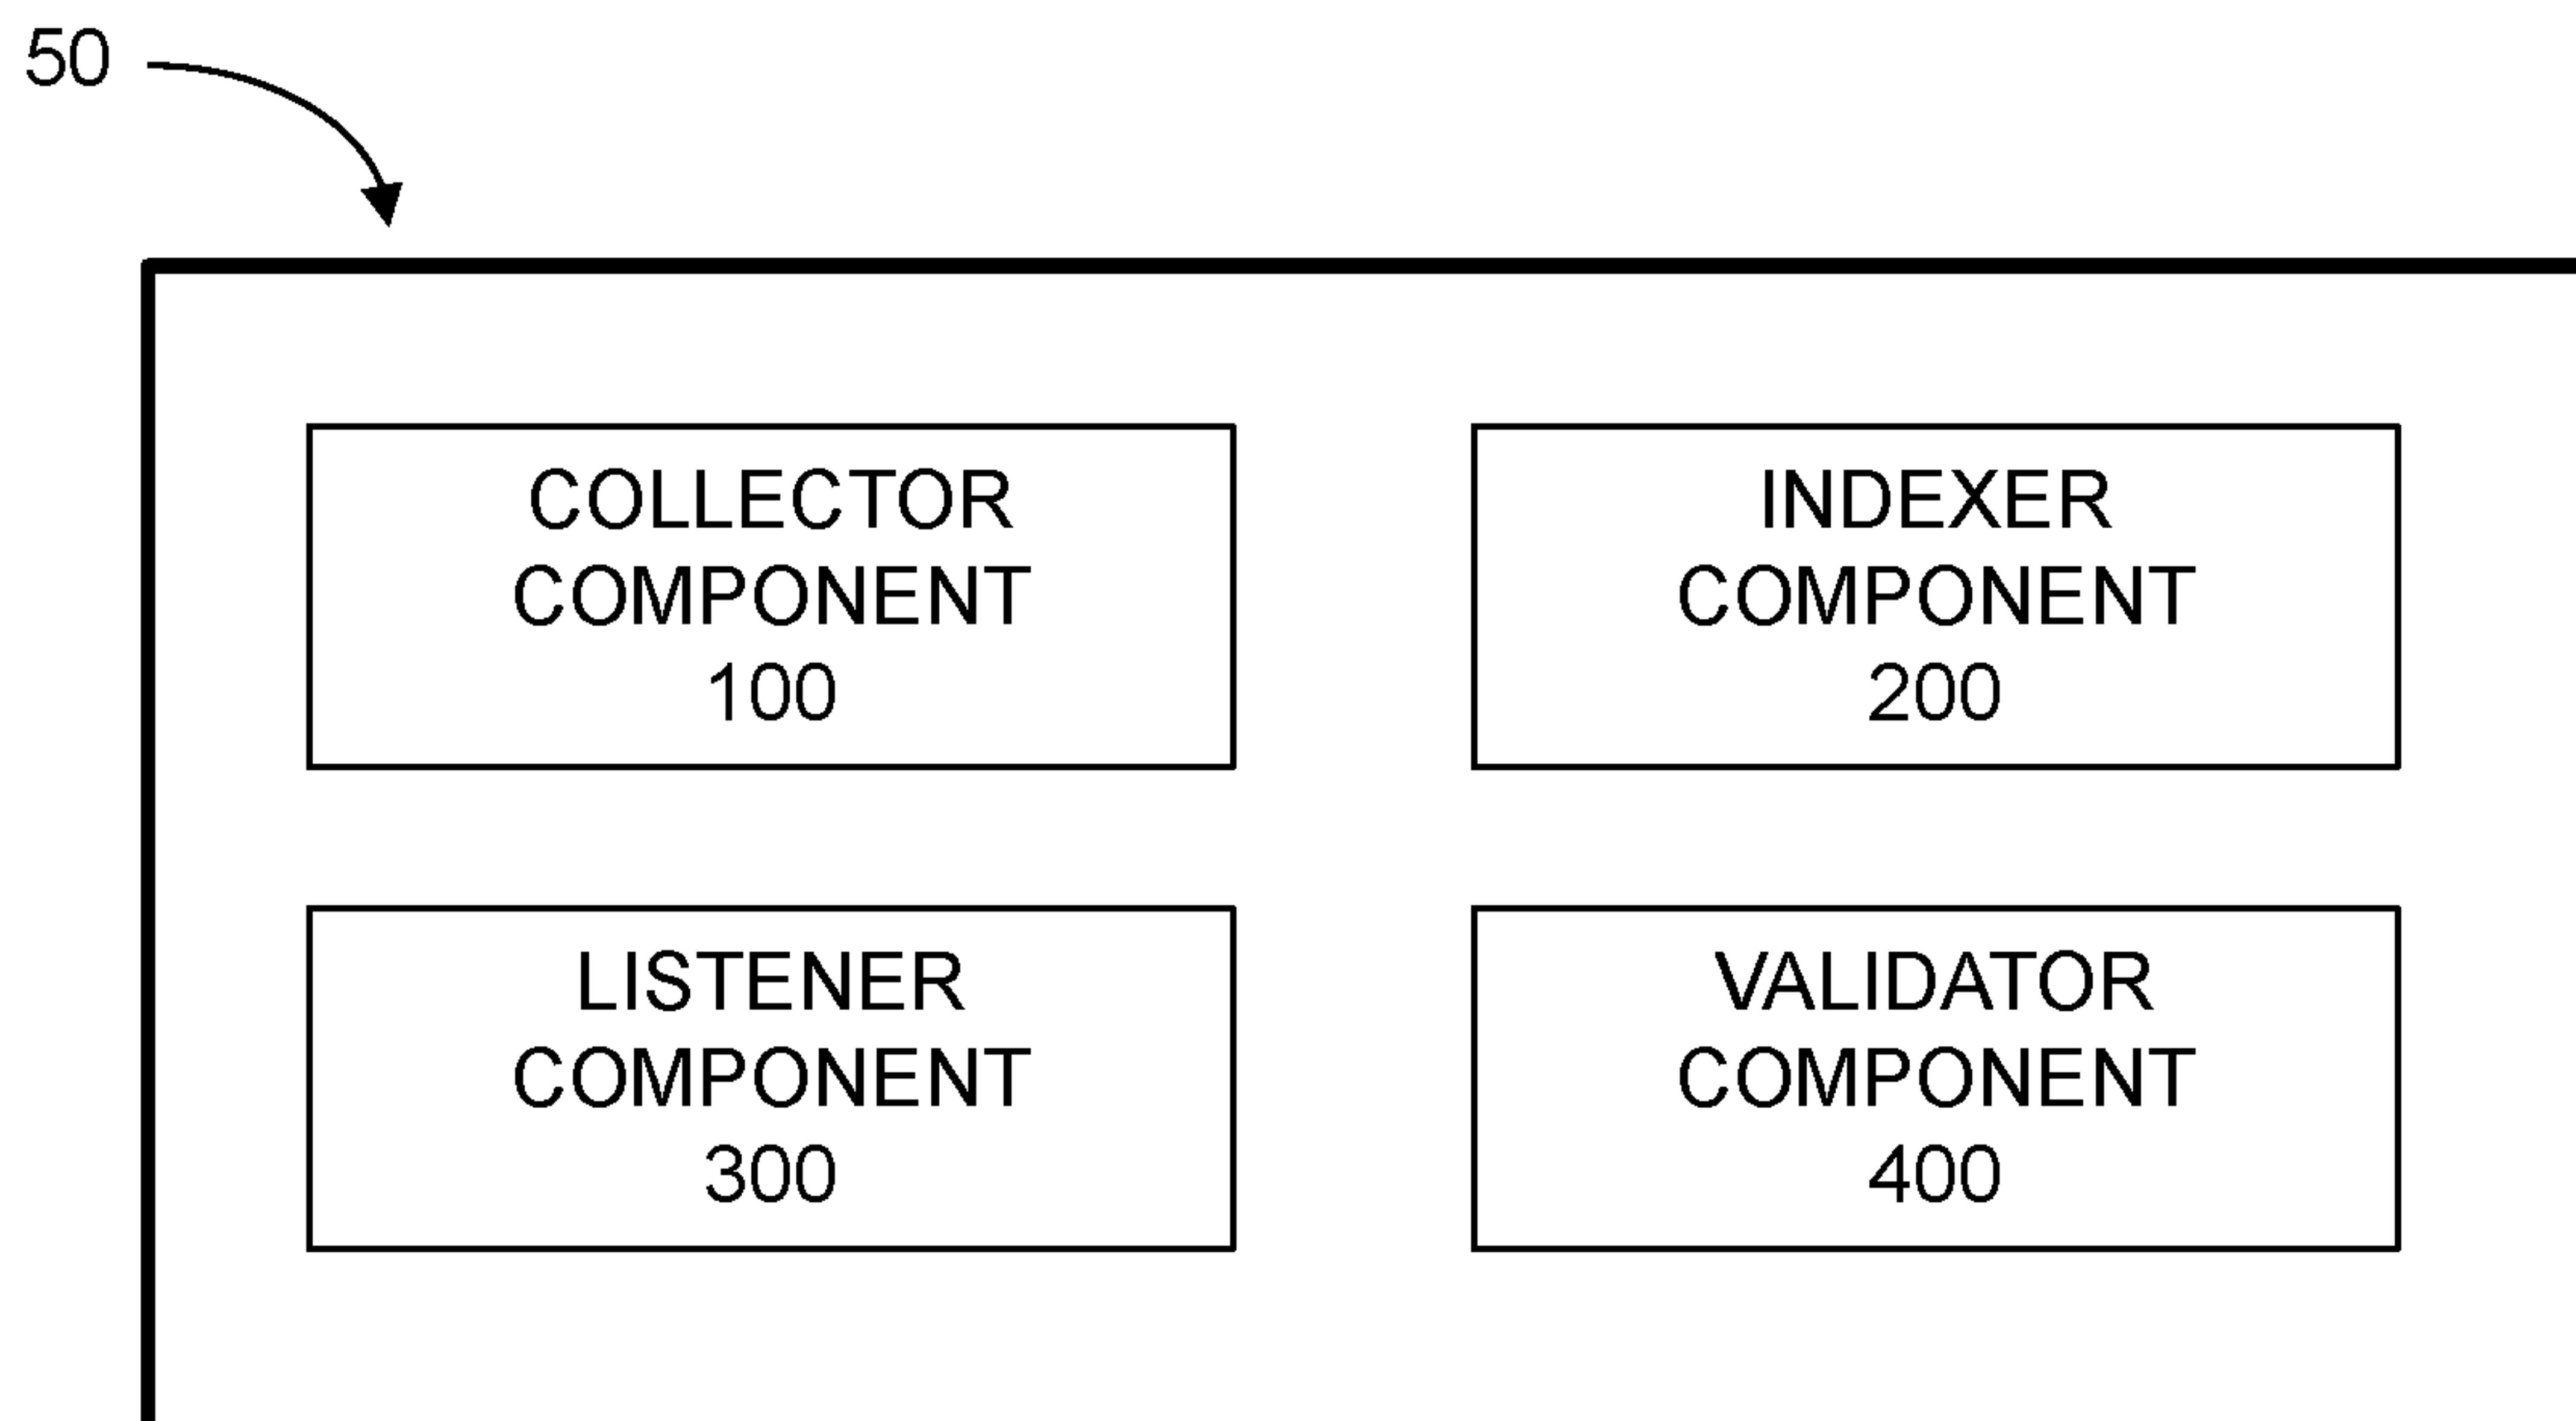 50
COLLECTOR
COMPONENT
100
INDEXER
COMPONENT
200
LISTENER
COMPONENT
300
VALIDATOR
COMPONENT
400